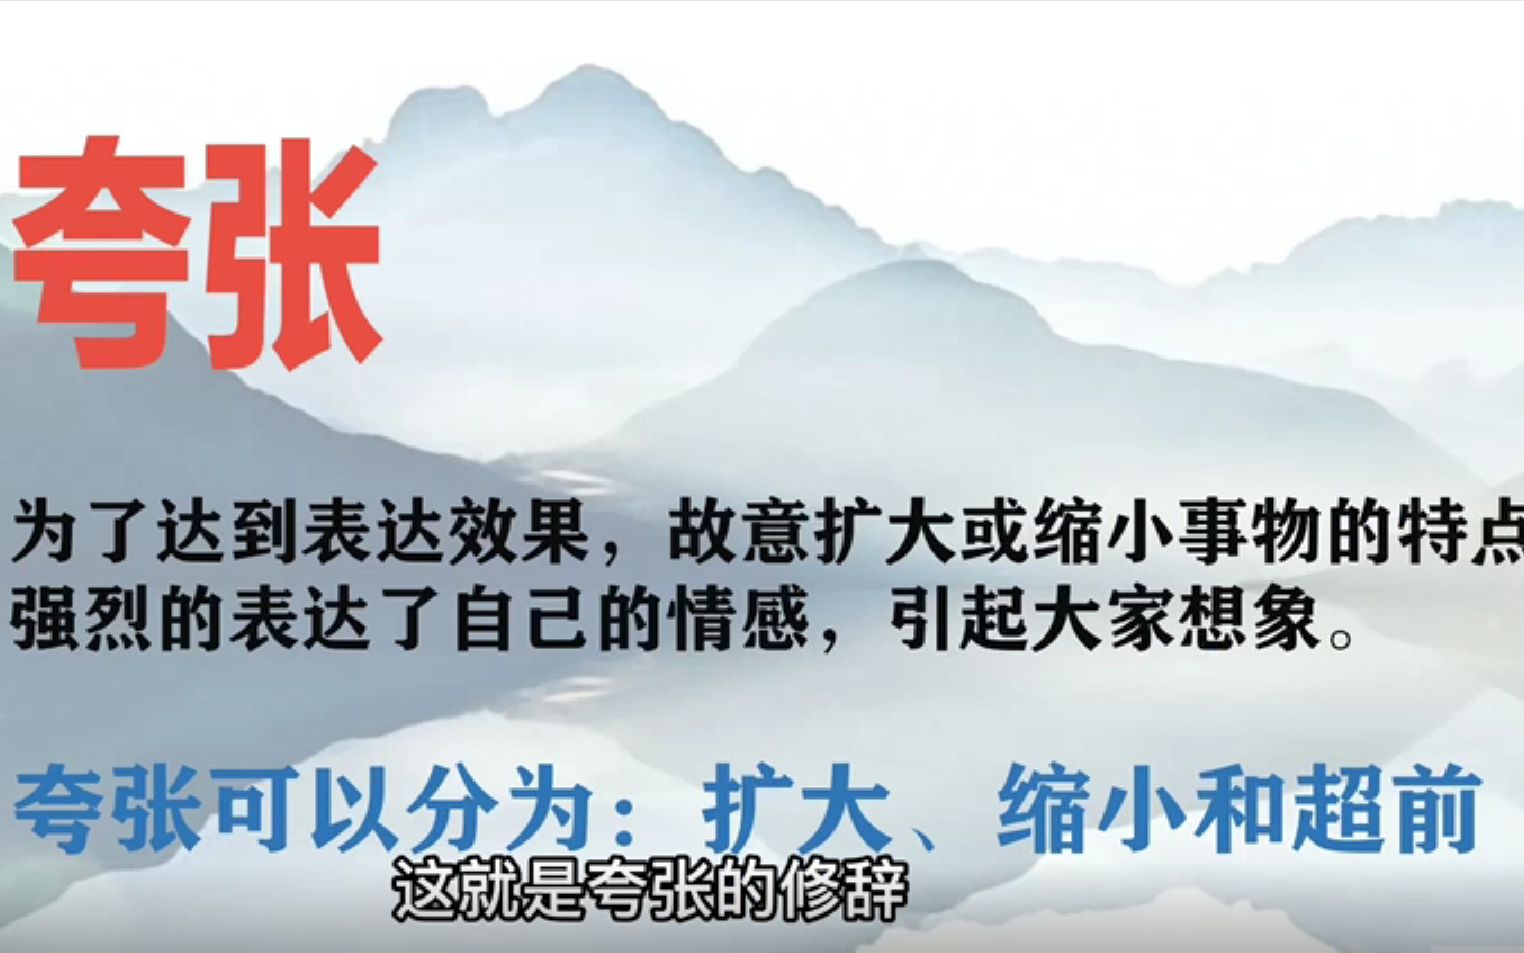 夸张
为了达到表达效果，故意扩大或缩小事物的特点
强烈的表达了自己的情感，引起大家想象。
夸张可以分为：扩大、缩小和超前
这就是夸张的修辞